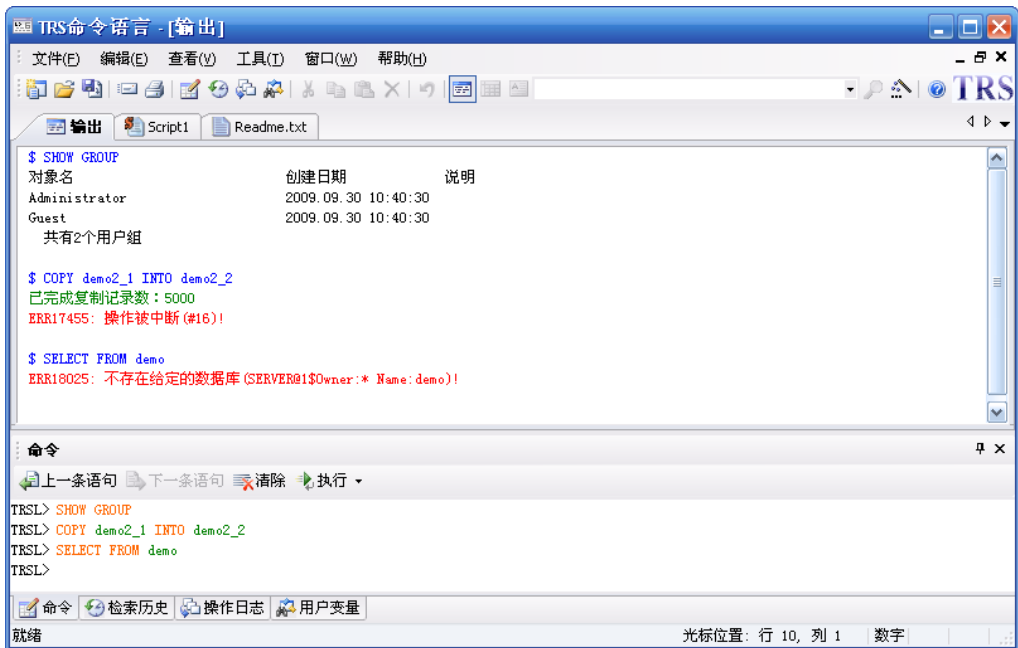 TRS命令语言 - [输出]
文件(F) 编辑(E) 查看(V) 工具(T) 窗口(W) 帮助(H)
TRS
输出 Script1 Readme.txt
$ SHOW GROUP
对象名 创建日期 说明
Administrator 2009.09.30 10:40:30
Guest 2009.09.30 10:40:30
共有2个用户组
$ COPY demo2_1 INTO demo2_2
已完成复制记录数：5000
ERR17455: 操作被中断(#16)!
$ SELECT FROM demo
ERR18025: 不存在给定的数据库(SERVER@1$Owner:* Name:demo)!
命令
上一条语句 下一条语句 清除 执行
TRSL> SHOW GROUP
TRSL> COPY demo2_1 INTO demo2_2
TRSL> SELECT FROM demo
TRSL>
命令 检索历史 操作日志 用户变量
就绪 光标位置: 行 10, 列 1 数字